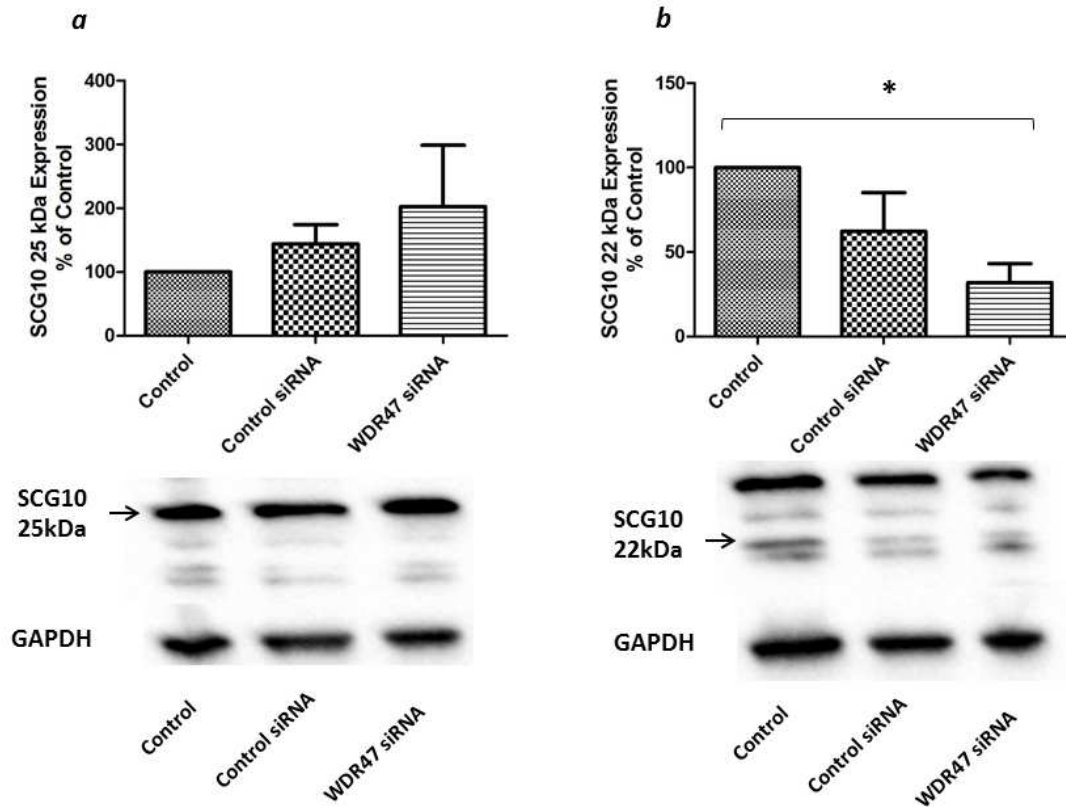 a
SCG10 25 kDa Expression
% of Control
400
300
200
100
0
Control
Control siRNA
WDR47 siRNA
SCG10
25kDa
GAPDH
Control
Control siRNA
WDR47 siRNA
b
SCG10 22 kDa Expression
% of Control
150
100
50
0
*
Control
Control siRNA
WDR47 siRNA
SCG10
22kDa
GAPDH
Control
Control siRNA
WDR47 siRNA